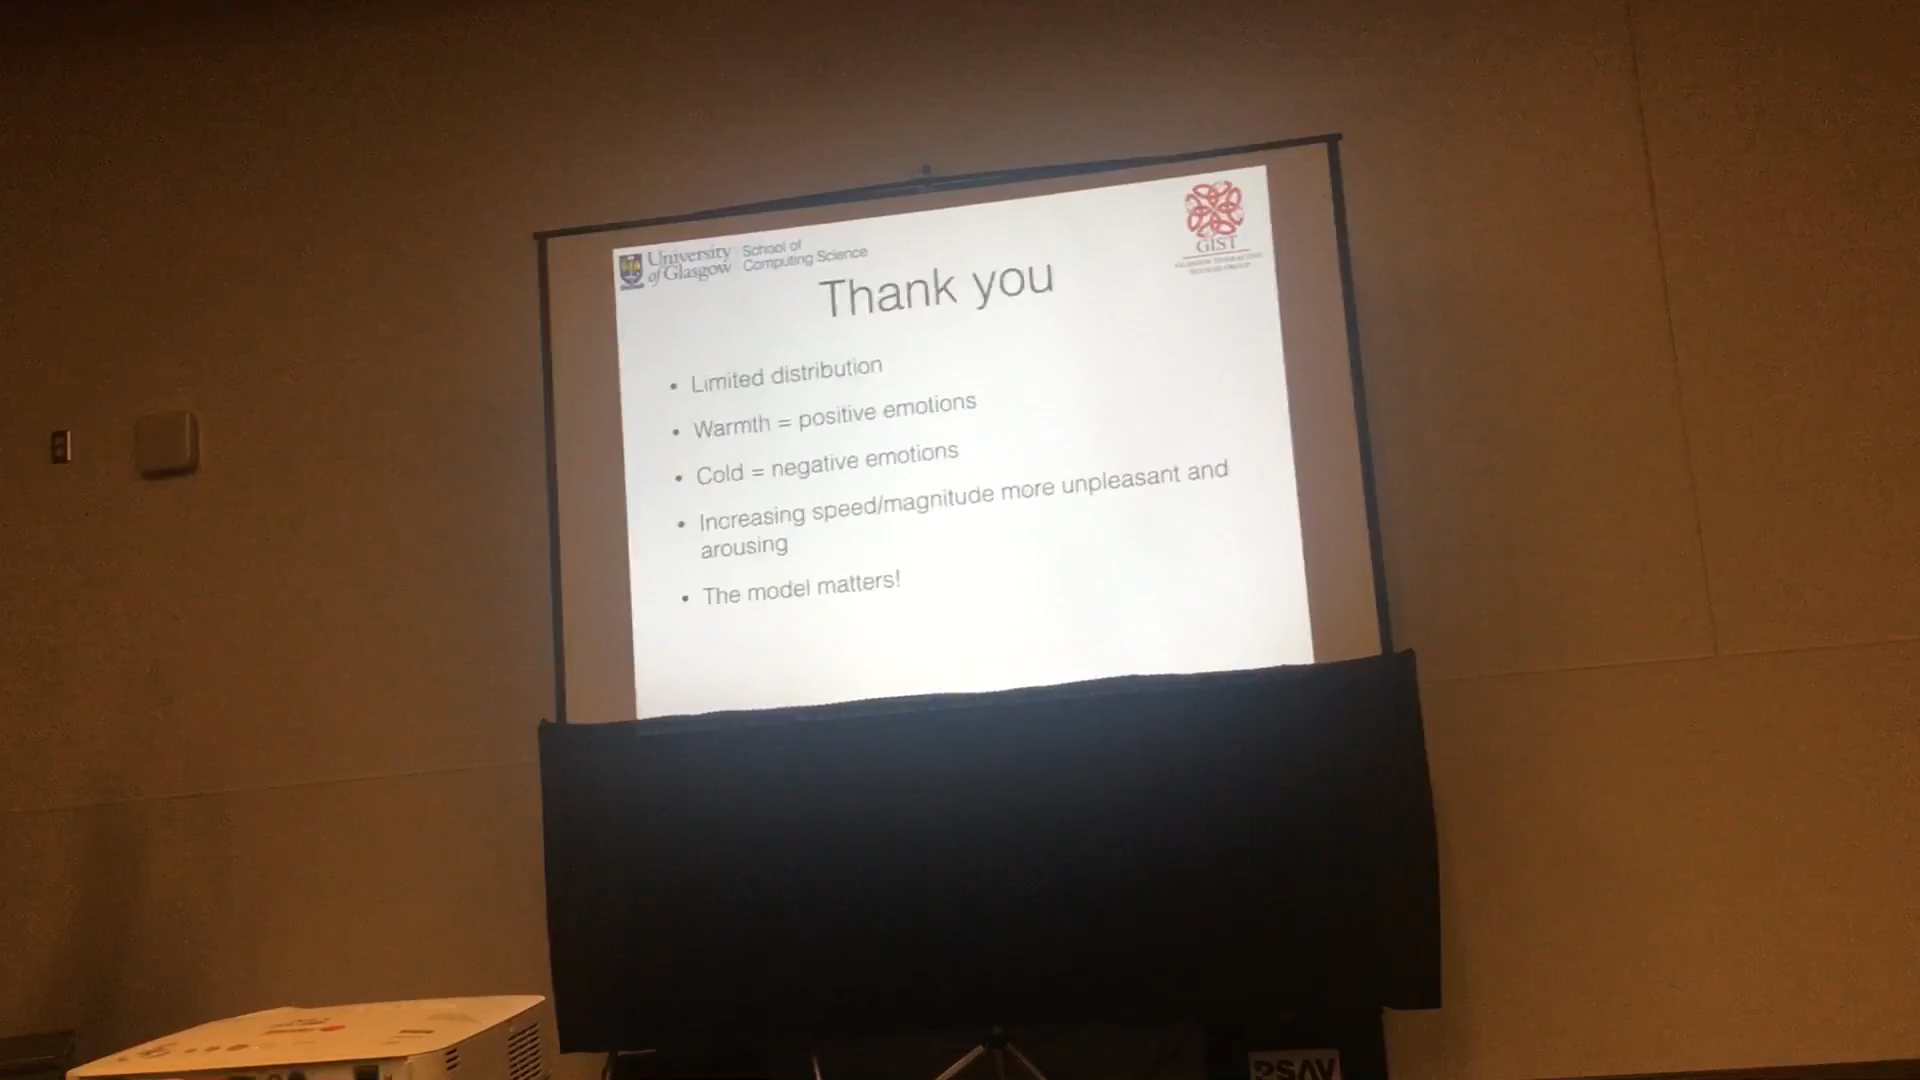 University
of Glasgow
School of
Computing Science
GIST
Thank you
• Limited distribution
• Warmth = positive emotions
• Cold = negative emotions
• Increasing speed/magnitude more unpleasant and
arousing
• The model matters!
PSAV